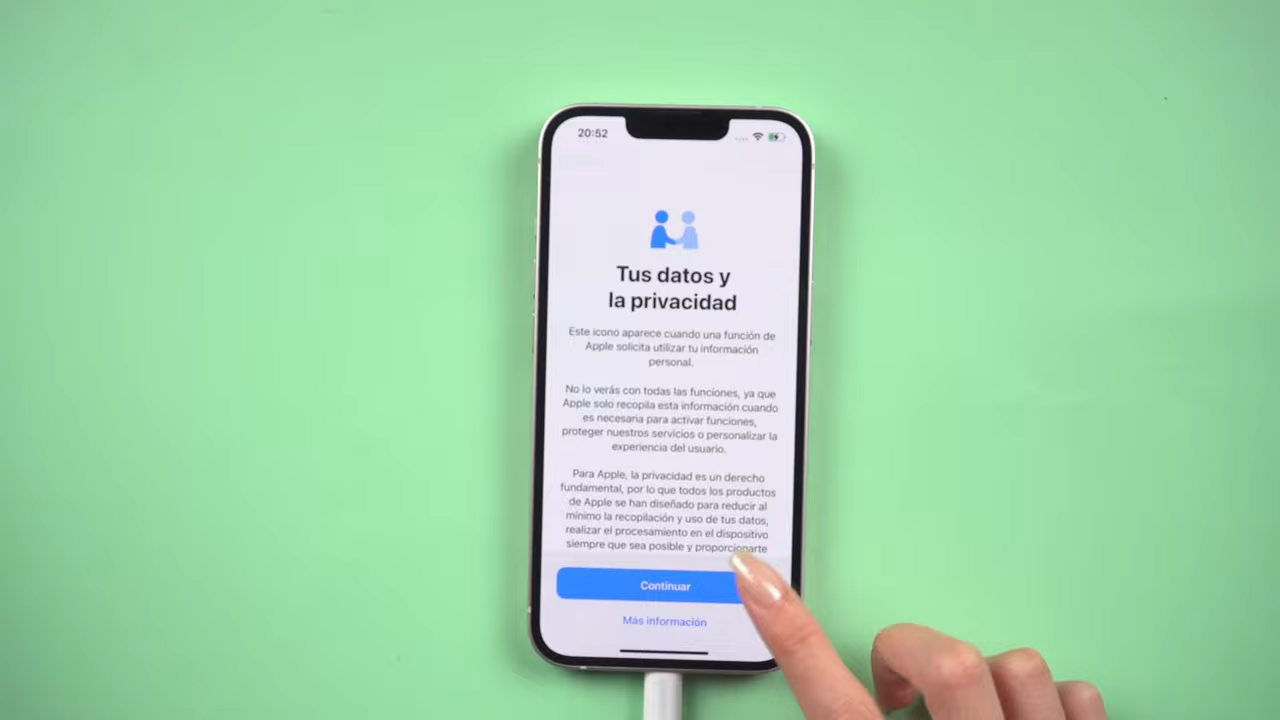 20:52
Tus datos y
la privacidad
Este icono aparece cuando una función de
Apple solicita utilizar tu información
personal.
No lo verás con todas las funciones, ya que
Apple solo recopila esta información cuando
es necesaria para activar funciones,
proteger nuestros servicios o personalizar la
experiencia del usuario.
Para Apple, la privacidad es un derecho
fundamental, por lo que todos los productos
de Apple se han diseñado para reducir al
mínimo la recopilación y uso de tus datos,
realizar el procesamiento en el dispositivo
siempre que sea posible y proporcionarte
Continuar
Más información